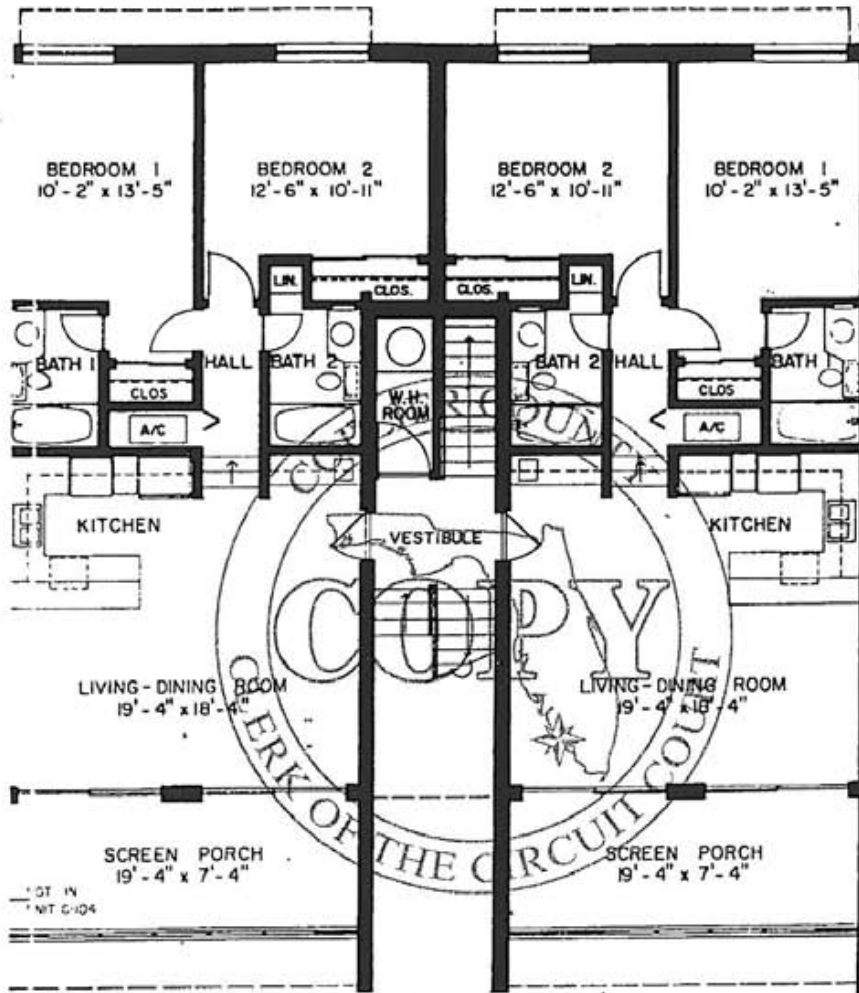 BEDROOM 1
10'-2" x 13'-5"
BEDROOM 2
12'-6" x 10'-11"
BEDROOM 2
12'-6" x 10'-11"
BEDROOM 1
10'-2" x 13'-5"
LIN.
CLOS.
CLOS.
LIN.
BATH 1
HALL
BATH 2
BATH 2
HALL
BATH
CLOS
W.H.
ROOM
CLOS
A/C
A/C
KITCHEN
VESTIBULE
KITCHEN
COPY
LIVING-DINING ROOM
19'-4" x 18'-4"
LIVING-DINING ROOM
19'-4" x 18'-4"
CLERK OF THE CIRCUIT COURT
SCREEN PORCH
19'-4" x 7'-4"
SCREEN PORCH
19'-4" x 7'-4"